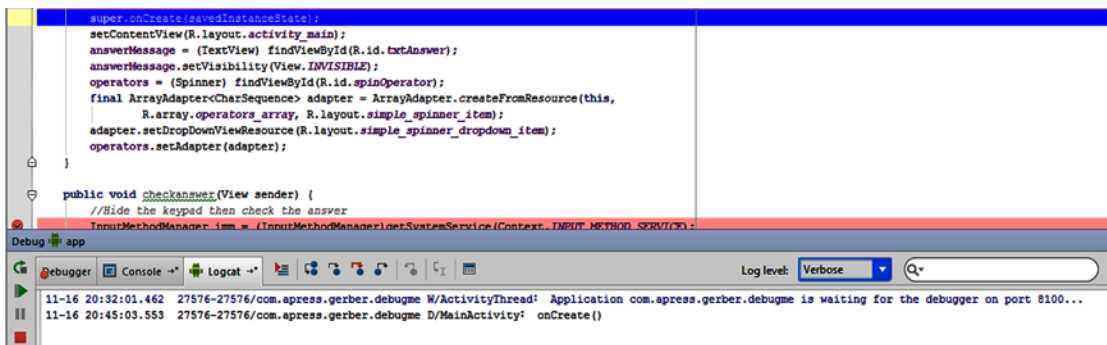 super.onCreate(savedInstanceState);
setContentView(R.layout.activity_main);
answerMessage = (TextView) findViewById(R.id.txtAnswer);
answerMessage.setVisibility(View.INVISIBLE);
operators = (Spinner) findViewById(R.id.spinOperator);
final ArrayAdapter<CharSequence> adapter = ArrayAdapter.createFromResource(this,
R.array.operators_array, R.layout.simple_spinner_item);
adapter.setDropDownViewResource(R.layout.simple_spinner_dropdown_item);
operators.setAdapter(adapter);
}
public void checkanswer(View sender) {
//Hide the keypad then check the answer
InputMethodManager imm = (InputMethodManager)getSystemService(Context.INPUT_METHOD_SERVICE);
Debug app
Debugger Console Logcat Log level: Verbose
11-16 20:32:01.462 27576-27576/com.apress.gerber.debugme W/ActivityThread: Application com.apress.gerber.debugme is waiting for the debugger on port 8100...
11-16 20:45:03.553 27576-27576/com.apress.gerber.debugme D/MainActivity: onCreate()